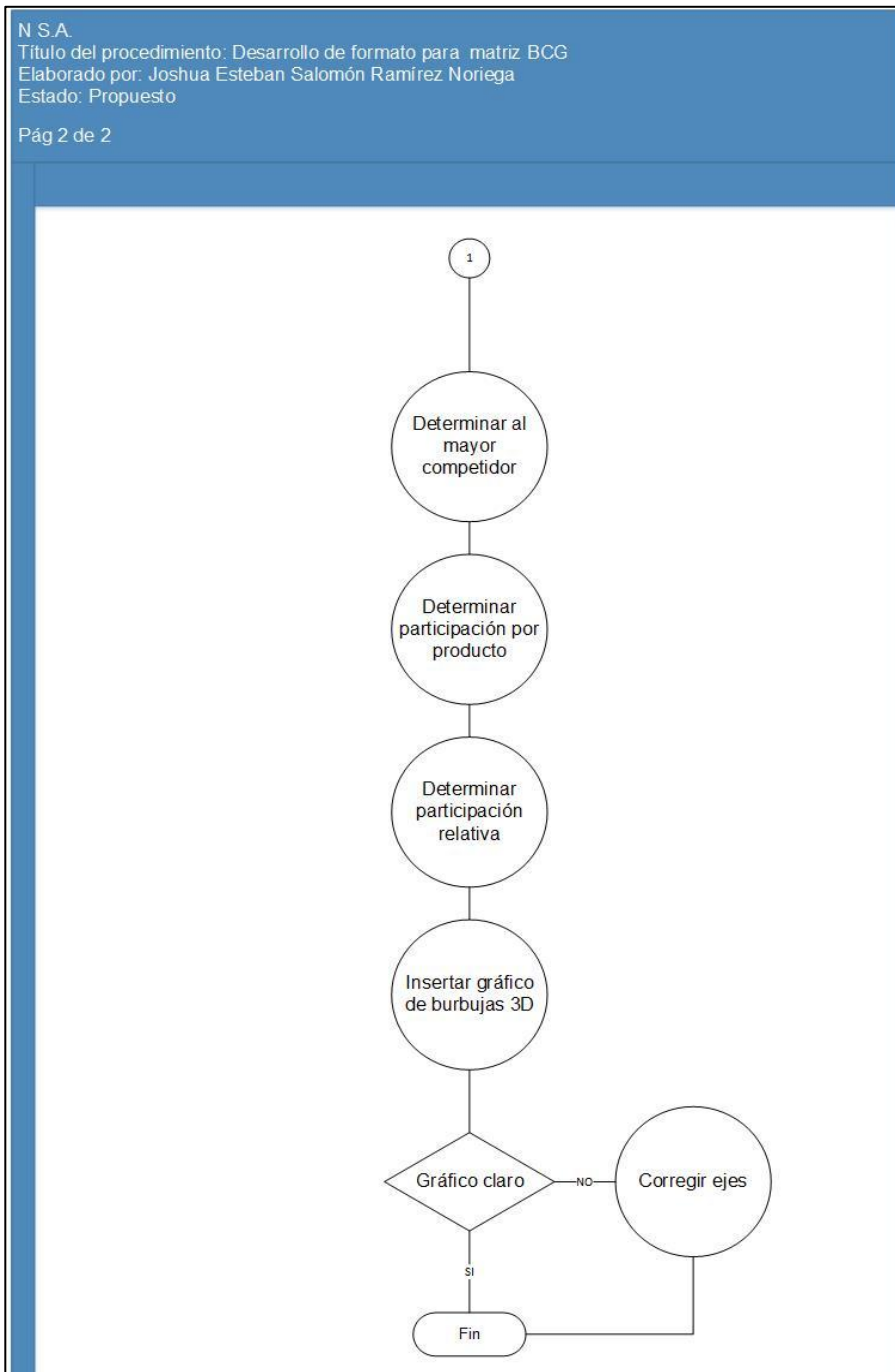 N S.A.
Título del procedimiento: Desarrollo de formato para matriz BCG
Elaborado por: Joshua Esteban Salomón Ramírez Noriega
Estado: Propuesto
Pág 2 de 2
1
Determinar al
mayor
competidor
Determinar
participación por
producto
Determinar
participación
relativa
Insertar gráfico
de burbujas 3D
Gráfico claro
NO
Corregir ejes
SI
Fin